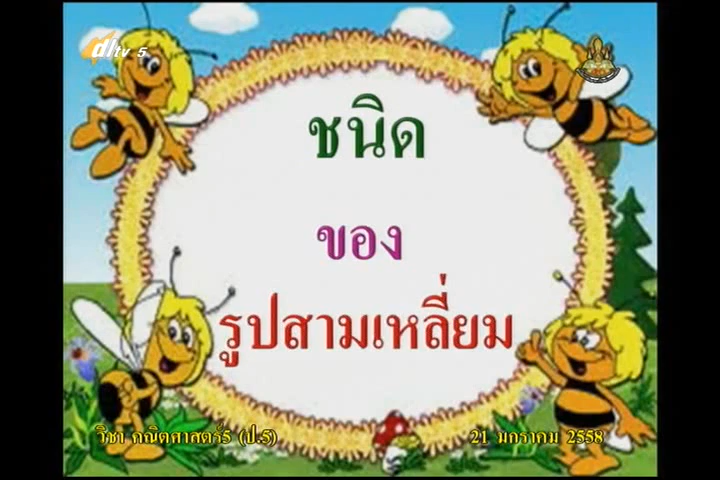 dltv 5
ชนิด
ของ
รูปสามเหลี่ยม
วิชา คณิตศาสตร์5 (ป.5)
21 มกราคม 2558